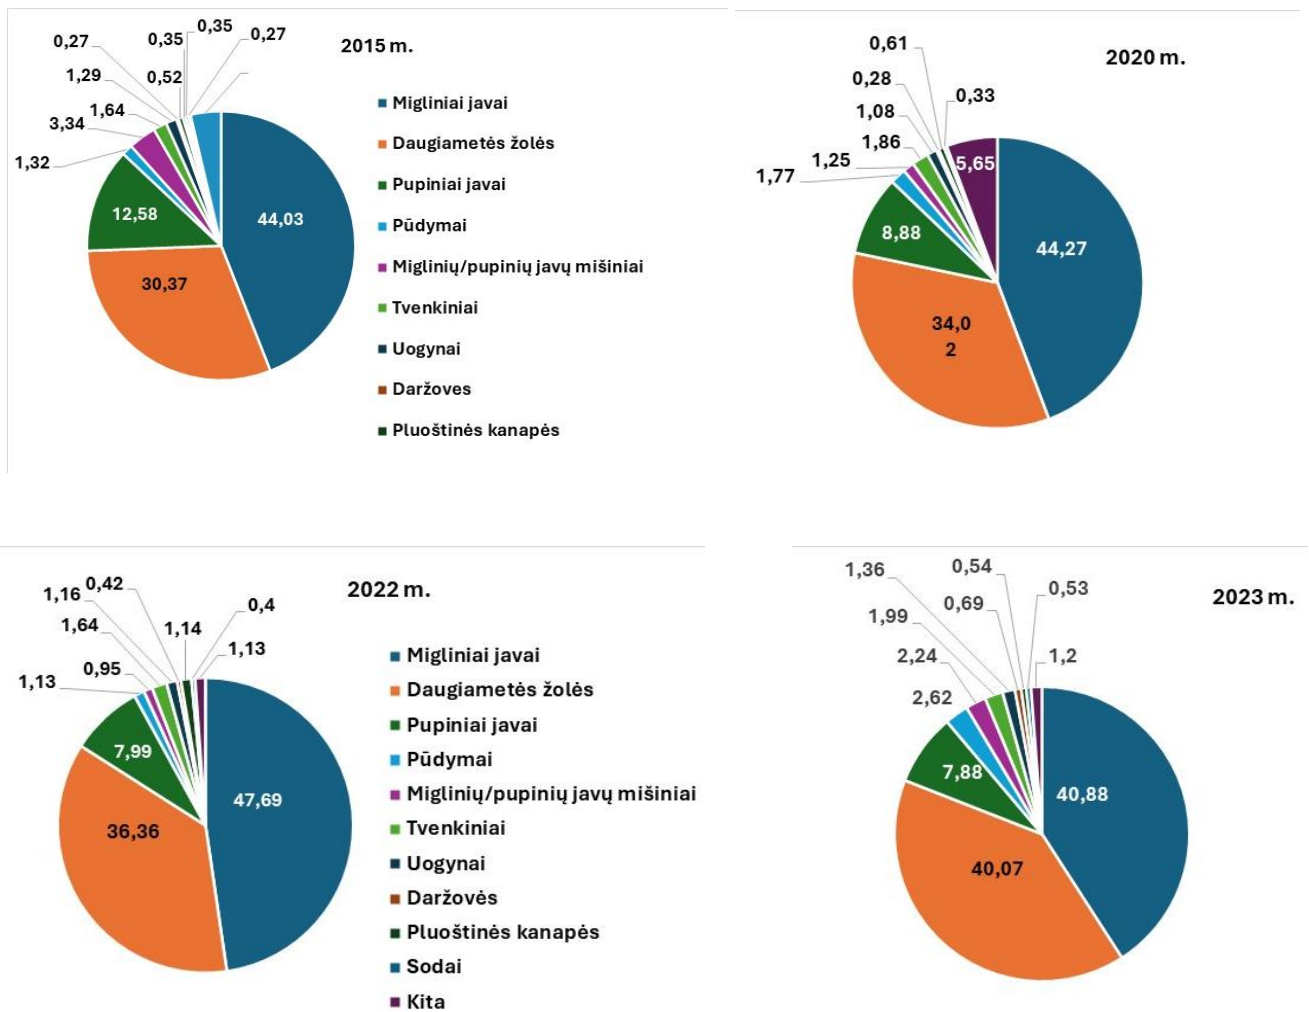 2015 m.
0,27
0,35
0,35
0,27
1,29
0,52
1,64
3,34
1,32
12,58
44,03
30,37
Migliniai javai
Daugiametės žolės
Pupiniai javai
Pūdymai
Miglinių/pupinių javų mišiniai
Tvenkiniai
Uogynai
Daržoves
Pluoštinės kanapės
2020 m.
0,61
0,28
0,33
1,08
1,86
1,25
1,77
5,65
8,88
44,27
34,0
2
2022 m.
0,42
1,16
0,4
1,64
1,14
1,13
0,95
1,13
7,99
47,69
36,36
Migliniai javai
Daugiametės žolės
Pupiniai javai
Pūdymai
Miglinių/pupinių javų mišiniai
Tvenkiniai
Uogynai
Daržovės
Pluoštinės kanapės
Sodai
Kita
2023 m.
1,36
0,54
0,53
1,99
0,69
2,24
1,2
2,62
7,88
40,88
40,07